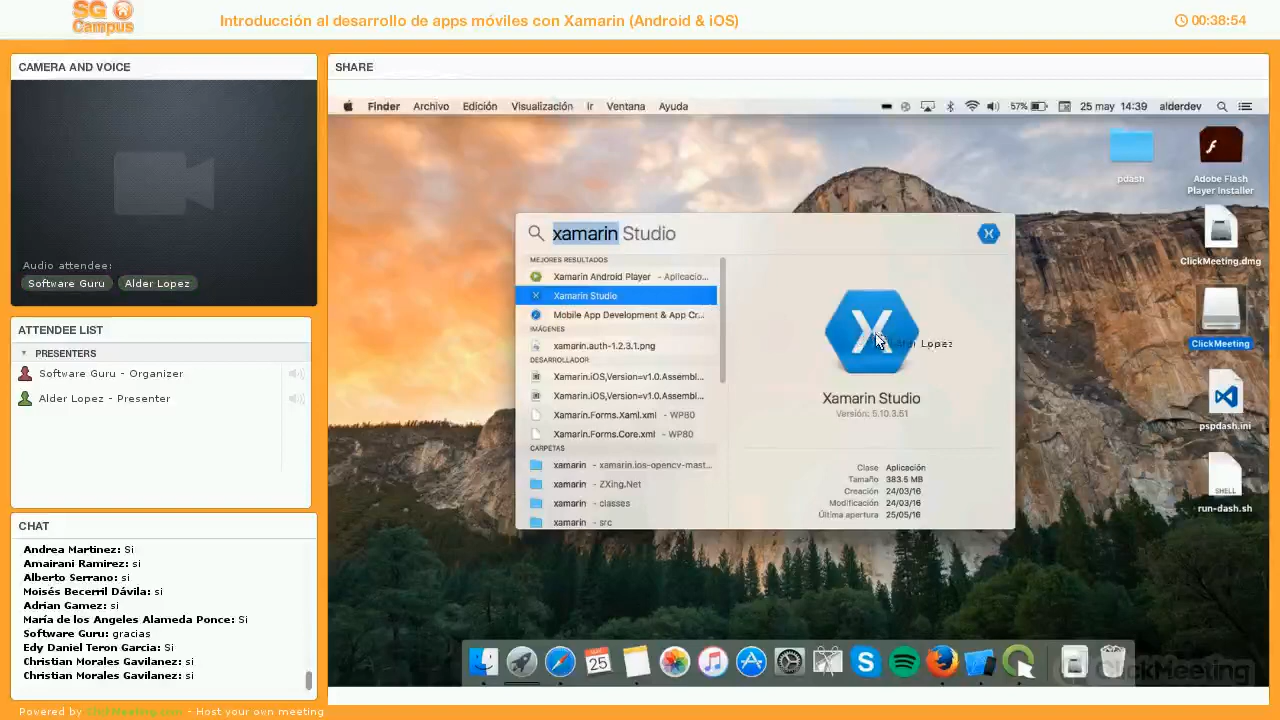 SG
Campus
Introducción al desarrollo de apps móviles con Xamarin (Android & iOS)
00:38:54
CAMERA AND VOICE
Audio attendee:
Software Guru
Alder Lopez
ATTENDEE LIST
PRESENTERS
Software Guru - Organizer
Alder Lopez - Presenter
CHAT
Andrea Martinez: Si
Amairani Ramirez: si
Alberto Serrano: si
Moisés Becerril Dávila: si
Adrian Gamez: si
María de los Angeles Alameda Ponce: Si
Software Guru: gracias
Edy Daniel Teron Garcia: Si
Christian Morales Gavilanez: si
Christian Morales Gavilanez: si
Powered by ClickMeeting.com - Host your own meeting
SHARE
Finder Archivo Edición Visualización Ir Ventana Ayuda
57% 25 may 14:39 alderdev
xamarin Studio
MEJORES RESULTADOS
Xamarin Android Player - Aplicacio...
Xamarin Studio
Mobile App Development & App Cr...
IMÁGENES
xamarin.auth-1.2.3.1.png
DESARROLLADOR
Xamarin.iOS,Version=v1.0.Assembl...
Xamarin.iOS,Version=v1.0.Assembl...
Xamarin.Forms.Xaml.xml - WP80
Xamarin.Forms.Core.xml - WP80
CARPETAS
xamarin - xamarin.ios-opencv-mast...
xamarin - ZXing.Net
xamarin - classes
xamarin - src
Lopez
Xamarin Studio
Versión: 5.10.3.51
Clase Aplicación
Tamaño 383.5 MB
Creación 24/03/16
Modificación 24/03/16
Última apertura 25/05/16
pdash
Adobe Flash
Player Installer
ClickMeeting.dmg
ClickMeeting
pspdash.ini
SHELL
run-dash.sh
25
ClickMeeting